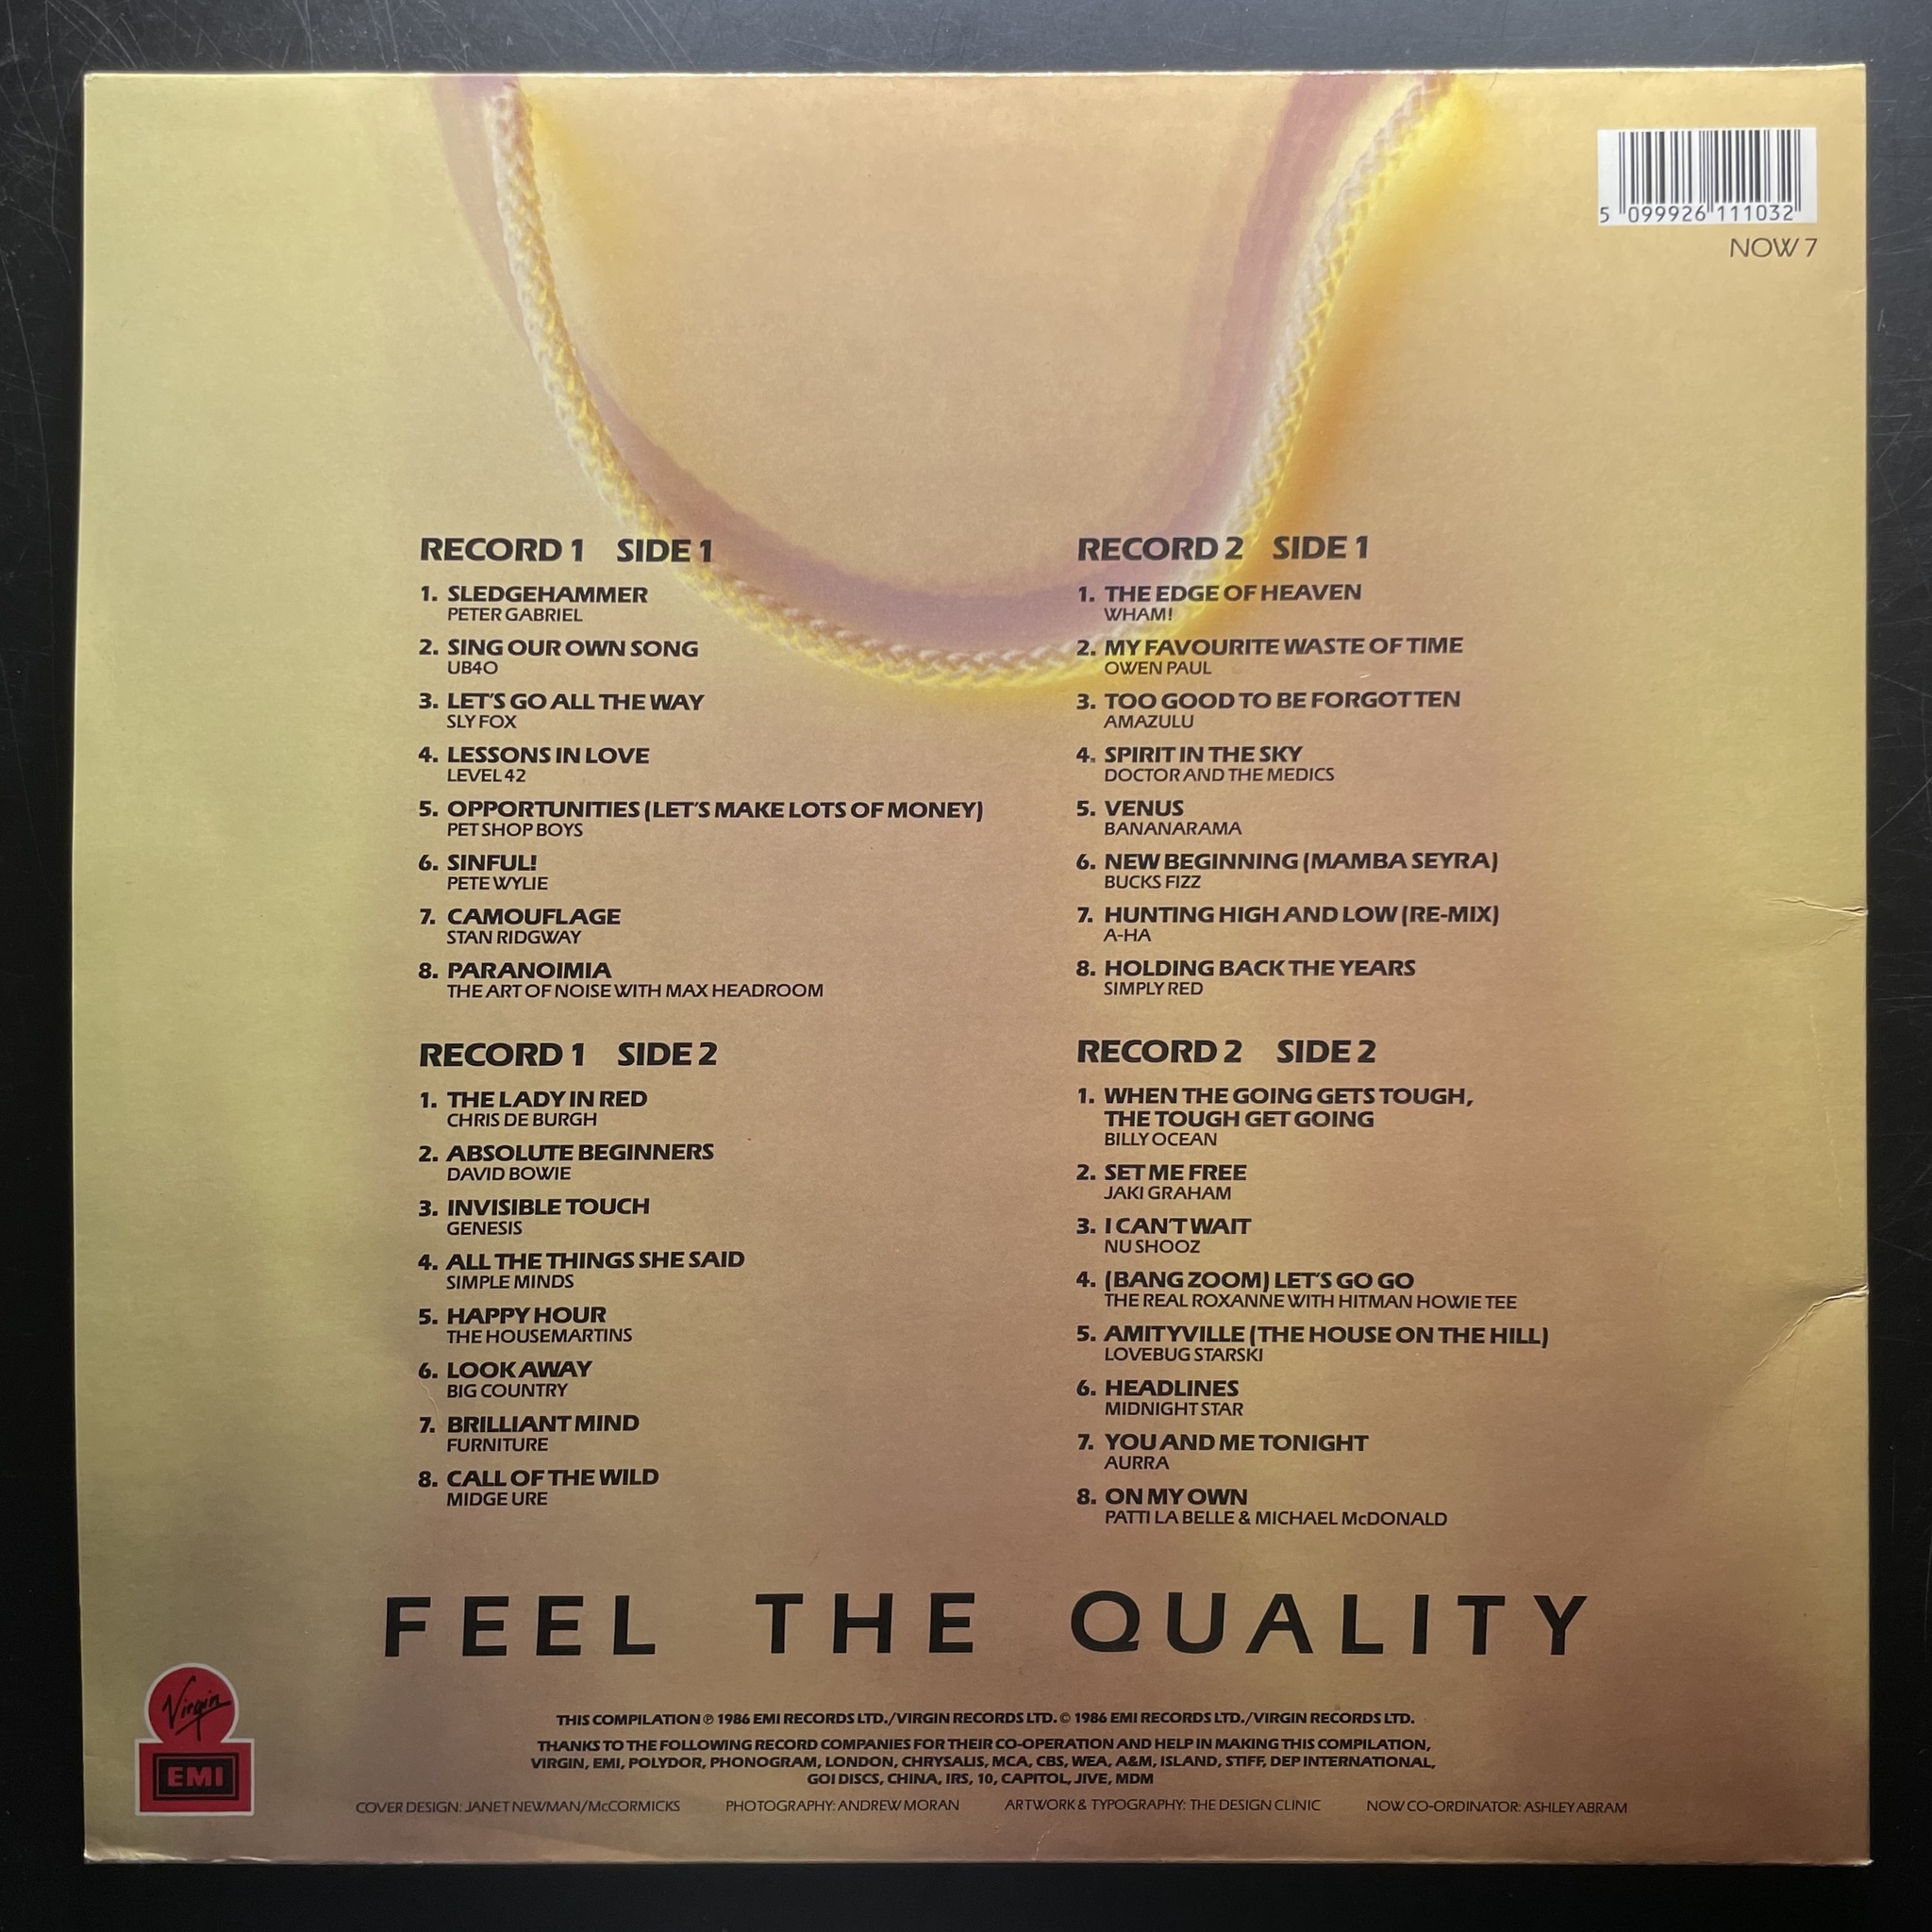 5 099926 111032
NOW 7
RECORD 1 SIDE 1
1. SLEDGEHAMMER
PETER GABRIEL
2. SING OUR OWN SONG
UB40
3. LET'S GO ALL THE WAY
SLY FOX
4. LESSONS IN LOVE
LEVEL 42
5. OPPORTUNITIES (LET'S MAKE LOTS OF MONEY)
PET SHOP BOYS
6. SINFUL!
PETE WYLIE
7. CAMOUFLAGE
STAN RIDGWAY
8. PARANOIMIA
THE ART OF NOISE WITH MAX HEADROOM
RECORD 1 SIDE 2
1. THE LADY IN RED
CHRIS DE BURGH
2. ABSOLUTE BEGINNERS
DAVID BOWIE
3. INVISIBLE TOUCH
GENESIS
4. ALL THE THINGS SHE SAID
SIMPLE MINDS
5. HAPPY HOUR
THE HOUSEMARTINS
6. LOOK AWAY
BIG COUNTRY
7. BRILLIANT MIND
FURNITURE
8. CALL OF THE WILD
MIDGE URE
RECORD 2 SIDE 1
1. THE EDGE OF HEAVEN
WHAM!
2. MY FAVOURITE WASTE OF TIME
OWEN PAUL
3. TOO GOOD TO BE FORGOTTEN
AMAZULU
4. SPIRIT IN THE SKY
DOCTOR AND THE MEDICS
5. VENUS
BANANARAMA
6. NEW BEGINNING (MAMBA SEYRA)
BUCKS FIZZ
7. HUNTING HIGH AND LOW (RE-MIX)
A-HA
8. HOLDING BACK THE YEARS
SIMPLY RED
RECORD 2 SIDE 2
1. WHEN THE GOING GETS TOUGH,
THE TOUGH GET GOING
BILLY OCEAN
2. SET ME FREE
JAKI GRAHAM
3. I CAN'T WAIT
NU SHOOZ
4. (BANG ZOOM) LET'S GO GO
THE REAL ROXANNE WITH HITMAN HOWIE TEE
5. AMITYVILLE (THE HOUSE ON THE HILL)
LOVEBUG STARSKI
6. HEADLINES
MIDNIGHT STAR
7. YOU AND ME TONIGHT
AURRA
8. ON MY OWN
PATTI LA BELLE & MICHAEL McDONALD
FEEL THE QUALITY
Virgin
EMI
THIS COMPILATION ℗ 1986 EMI RECORDS LTD./VIRGIN RECORDS LTD. © 1986 EMI RECORDS LTD./VIRGIN RECORDS LTD.
THANKS TO THE FOLLOWING RECORD COMPANIES FOR THEIR CO-OPERATION AND HELP IN MAKING THIS COMPILATION,
VIRGIN, EMI, POLYDOR, PHONOGRAM, LONDON, CHRYSALIS, MCA, CBS, WEA, A&M, ISLAND, STIFF, DEP INTERNATIONAL,
GO! DISCS, CHINA, IRS, 10, CAPITOL, JIVE, MDM
COVER DESIGN: JANET NEWMAN/McCORMICKS PHOTOGRAPHY: ANDREW MORAN ARTWORK & TYPOGRAPHY: THE DESIGN CLINIC NOW CO-ORDINATOR: ASHLEY ABRAM